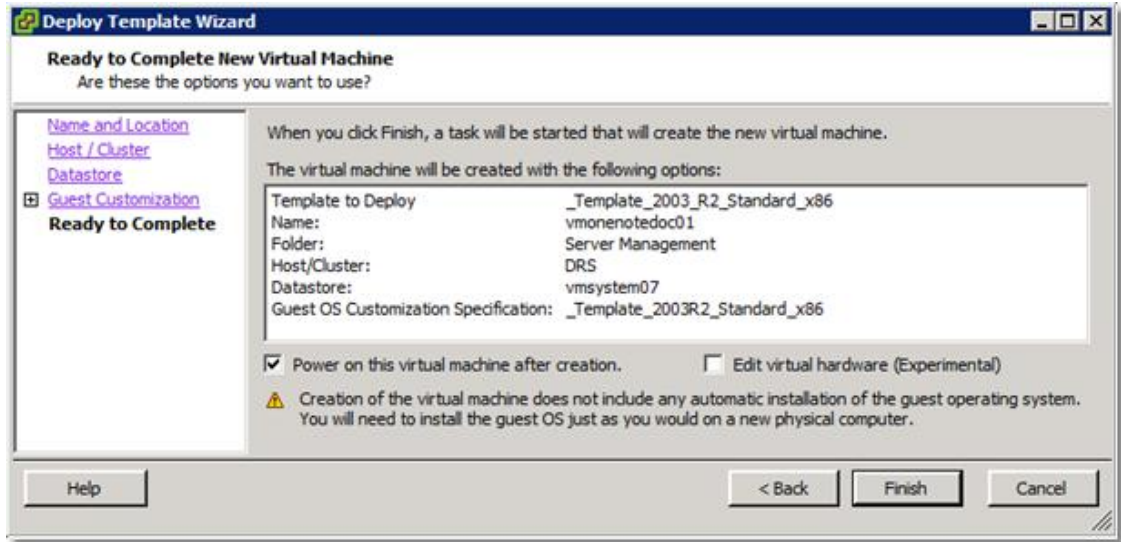 Deploy Template Wizard
Ready to Complete New Virtual Machine
Are these the options you want to use?
Name and Location
Host / Cluster
Datastore
Guest Customization
Ready to Complete
When you click Finish, a task will be started that will create the new virtual machine.
The virtual machine will be created with the following options:
Template to Deploy _Template_2003_R2_Standard_x86
Name: vmonenotedoc01
Folder: Server Management
Host/Cluster: DRS
Datastore: vmsystem07
Guest OS Customization Specification: _Template_2003R2_Standard_x86
Power on this virtual machine after creation. Edit virtual hardware (Experimental)
Creation of the virtual machine does not include any automatic installation of the guest operating system.
You will need to install the guest OS just as you would on a new physical computer.
Help < Back Finish Cancel